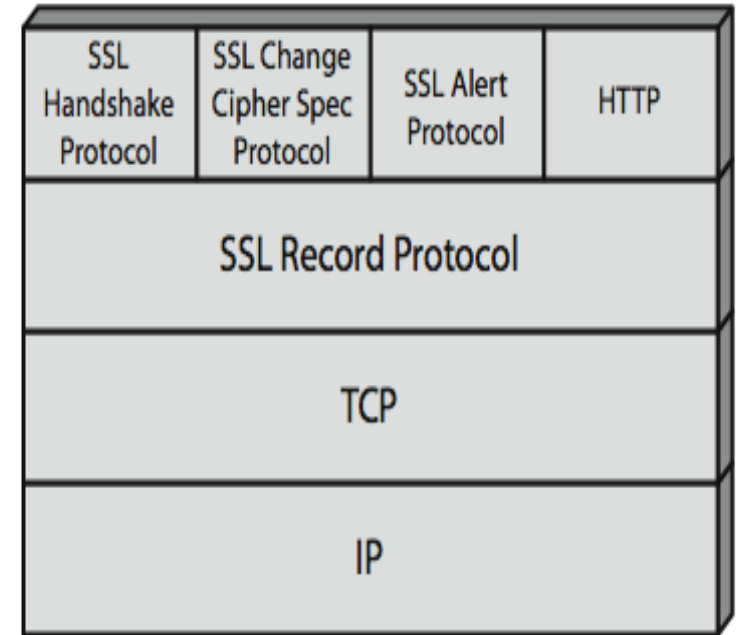 SSL
Handshake
Protocol
SSL Change
Cipher Spec
Protocol
SSL Alert
Protocol
HTTP
SSL Record Protocol
TCP
IP